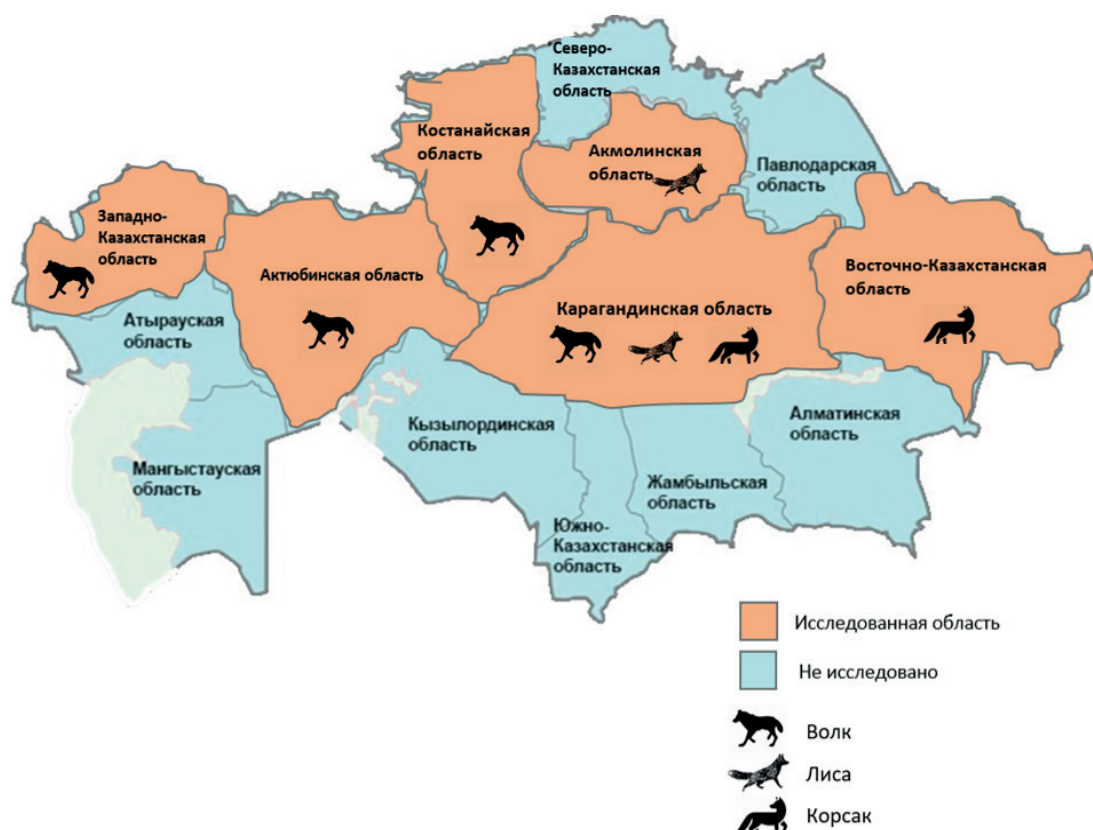 Северо-
Казахстанская
область
Костанайская
область
Акмолинская
область
Павлодарская
область
Западно-
Казахстанская
область
Актюбинская область
Восточно-Казахстанская
область
Карагандинская область
Атырауская
область
Кызылординская
область
Алматинская
область
Мангыстауская
область
Жамбыльская
область
Южно-
Казахстанская
область
Исследованная область
Не исследовано
Волк
Лиса
Корсак